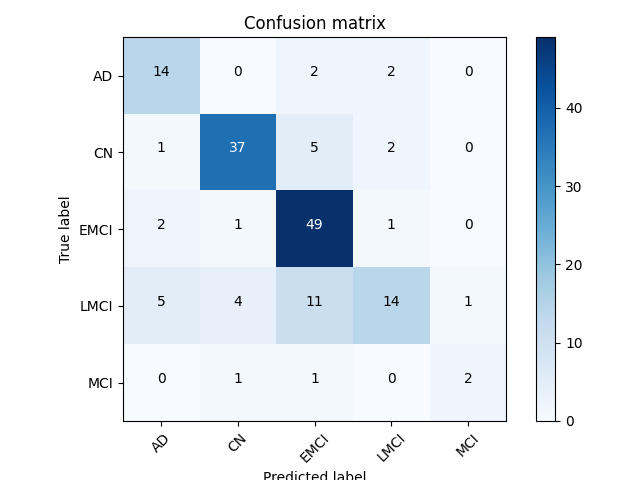 Confusion matrix
AD 14 0 2 2 0
CN 1 37 5 2 0
EMCI 2 1 49 1 0
LMCI 5 4 11 14 1
MCI 0 1 1 0 2
AD CN EMCI LMCI MCI
True label
Predicted label
40
30
20
10
0